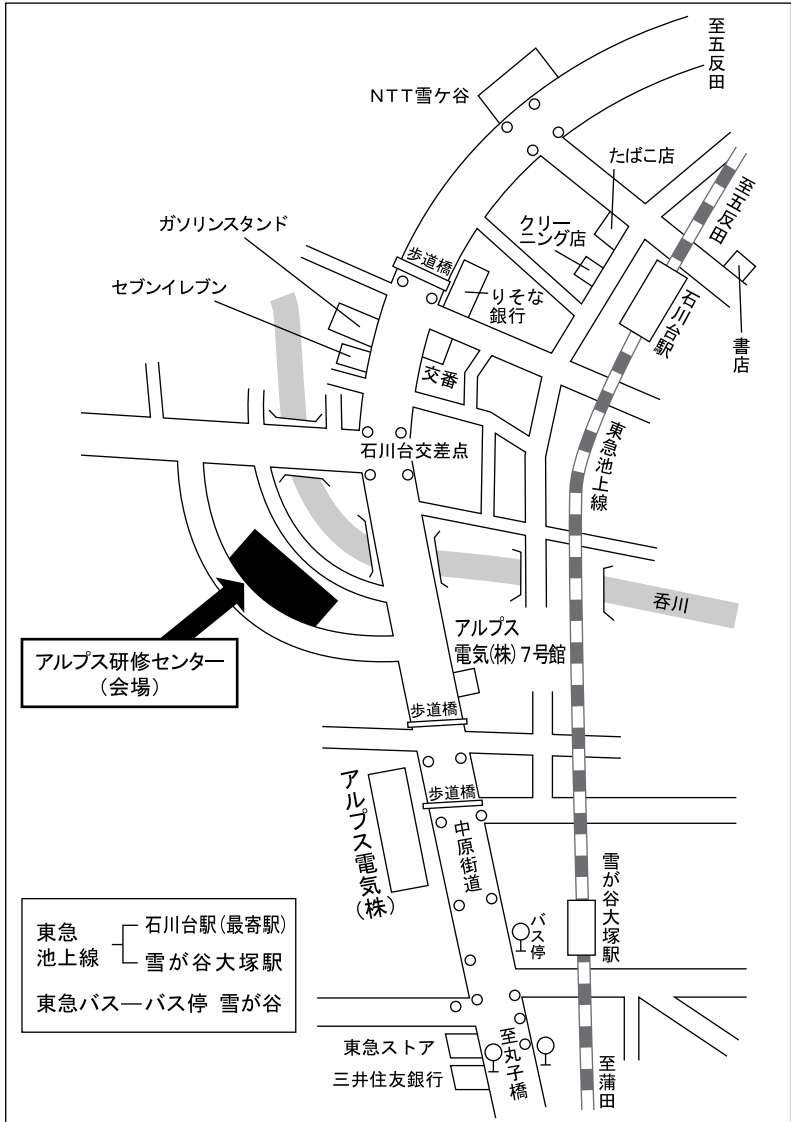 至五反田
NTT雪ケ谷
たばこ店
至五反田
ガソリンスタンド
クリー
ニング店
歩道橋
セブンイレブン
りそな
銀行
石川台駅
書店
交番
東急池上線
石川台交差点
呑川
アルプス
電気(株)7号館
アルプス研修センター
(会場)
歩道橋
アルプス電気(株)
歩道橋
中原街道
雪が谷大塚駅
バス停
東急
池上線
石川台駅(最寄駅)
雪が谷大塚駅
東急バス―バス停 雪が谷
東急ストア
三井住友銀行
至丸子橋
至蒲田